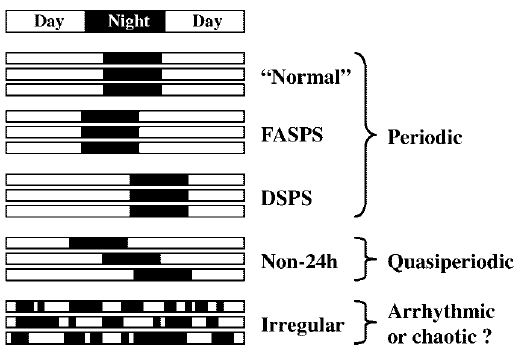 Day Night Day
“Normal”
FASPS
Periodic
DSPS
Non-24h
Quasiperiodic
Irregular
Arrhythmic
or chaotic ?